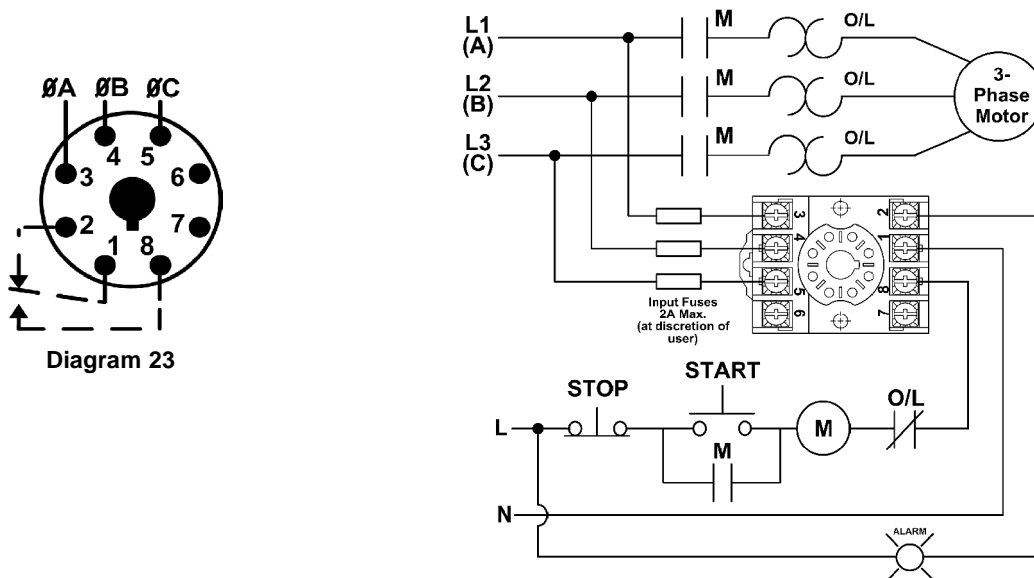 ØA ØB ØC
4 5
3 6
2 7
1 8
Diagram 23
L1
(A)
M
O/L
L2
(B)
M
O/L
L3
(C)
M
O/L
3-
Phase
Motor
3
4
5
6
2
1
8
7
Input Fuses
2A Max.
(at discretion of
user)
STOP
START
M
O/L
L
M
N
ALARM